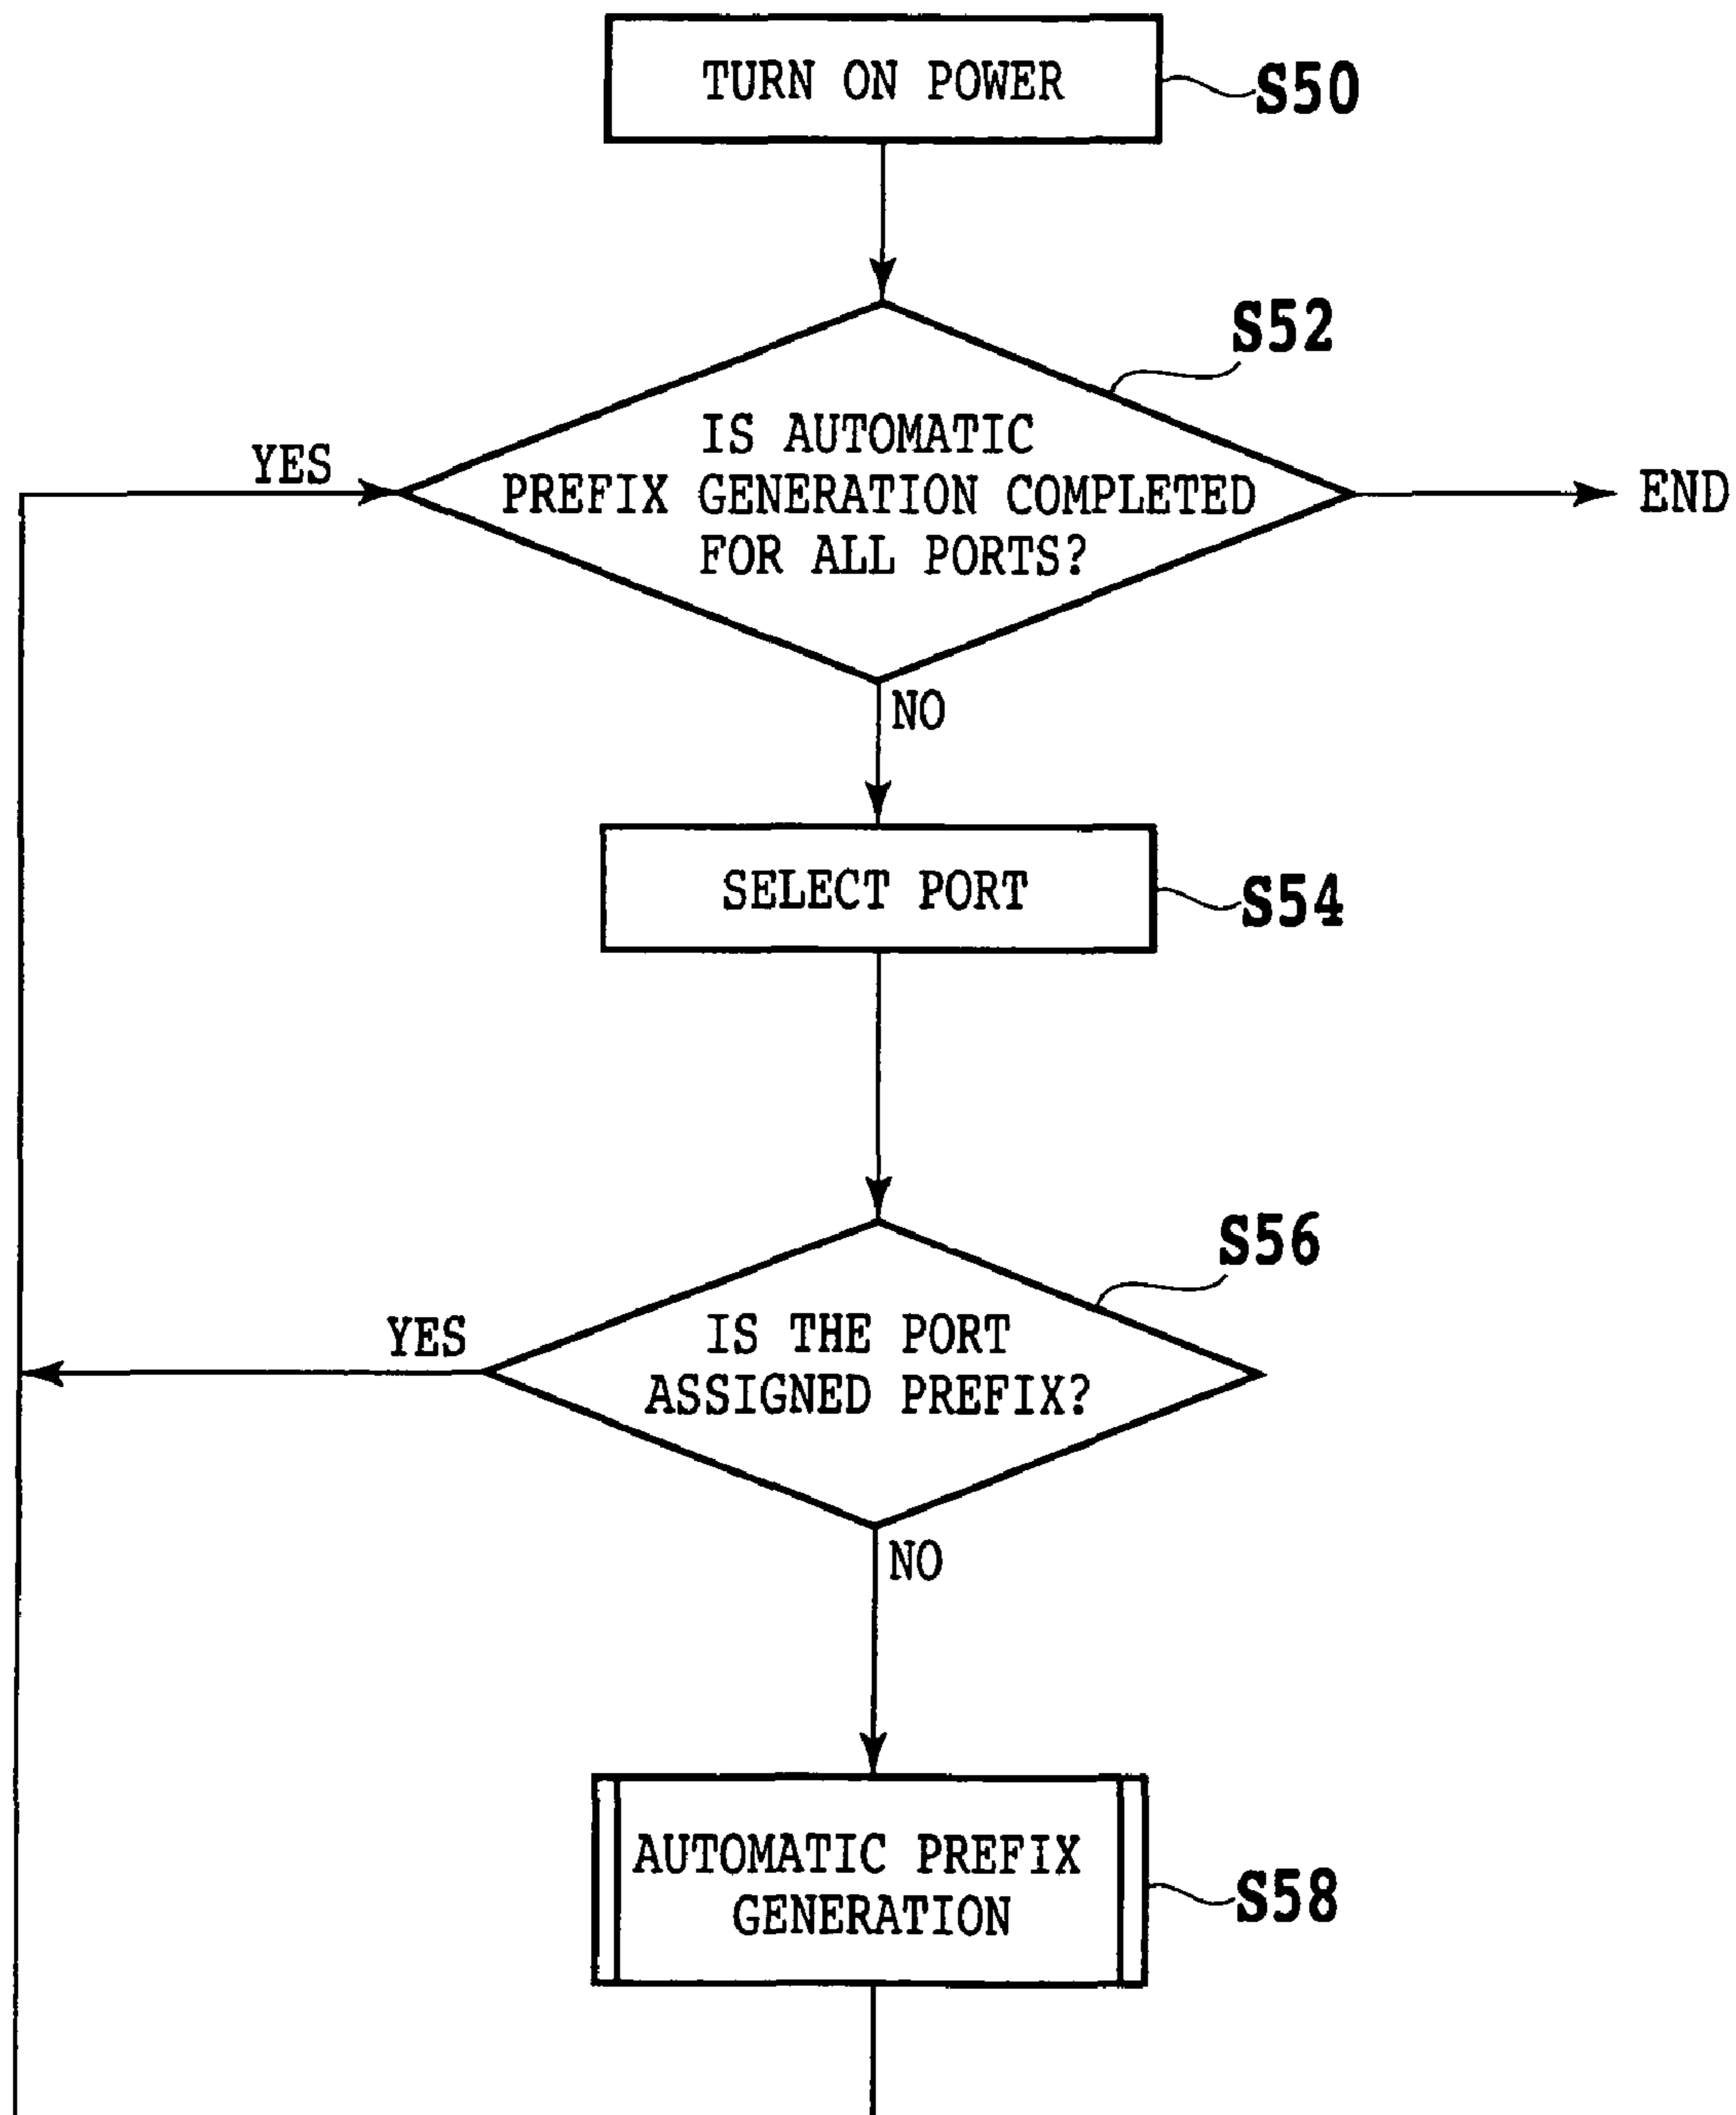 TURN ON POWER
S50
S52
IS AUTOMATIC
PREFIX GENERATION COMPLETED
FOR ALL PORTS?
YES
END
NO
SELECT PORT
S54
S56
IS THE PORT
ASSIGNED PREFIX?
YES
NO
AUTOMATIC PREFIX
GENERATION
S58